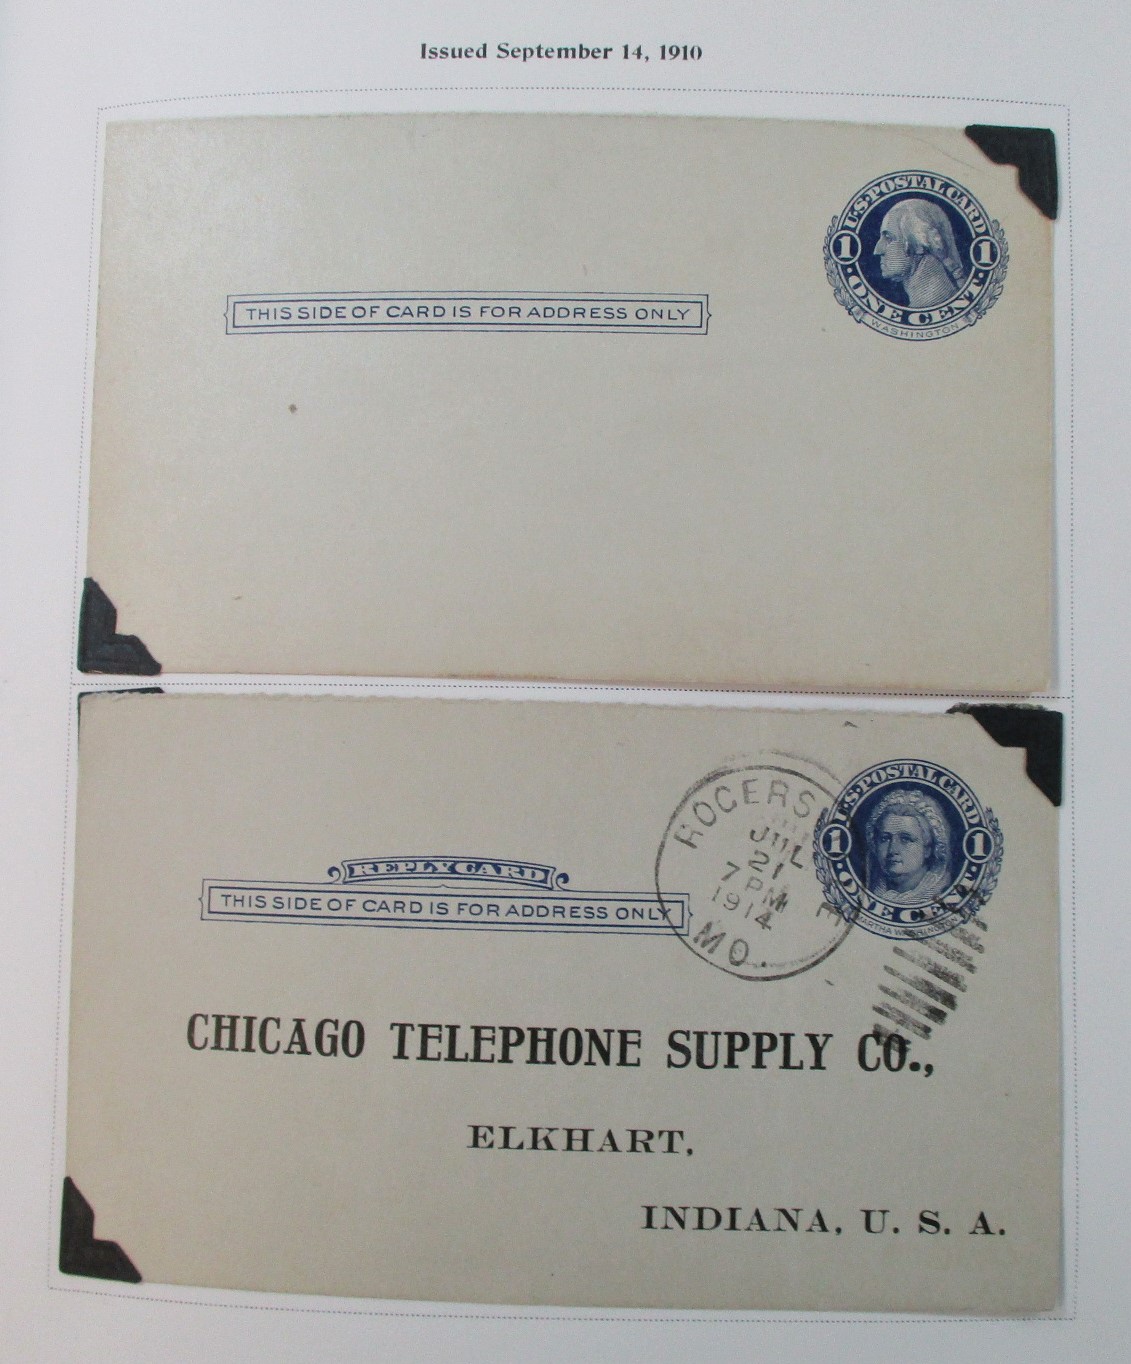 Issued September 14, 1910
U.S. POSTAL CARD
1 1
ONE CENT
WASHINGTON
THIS SIDE OF CARD IS FOR ADDRESS ONLY
U.S. POSTAL CARD
1 1
ONE CENT
MARTHA WASHINGTON
REPLY CARD
THIS SIDE OF CARD IS FOR ADDRESS ONLY
JUL
21
7 PM
1914
MO.
CHICAGO TELEPHONE SUPPLY CO.,
ELKHART,
INDIANA, U. S. A.